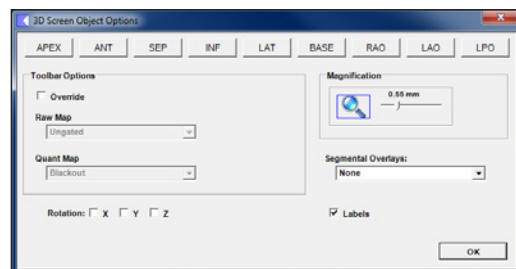 3D Screen Object Options
APEX ANT SEP INF LAT BASE RAO LAO LPO
Toolbar Options
Override
Raw Map
Ungated
Quant Map
Blackout
Magnification
0.55 mm
Segmental Overlays:
None
Rotation: X Y Z
Labels
OK